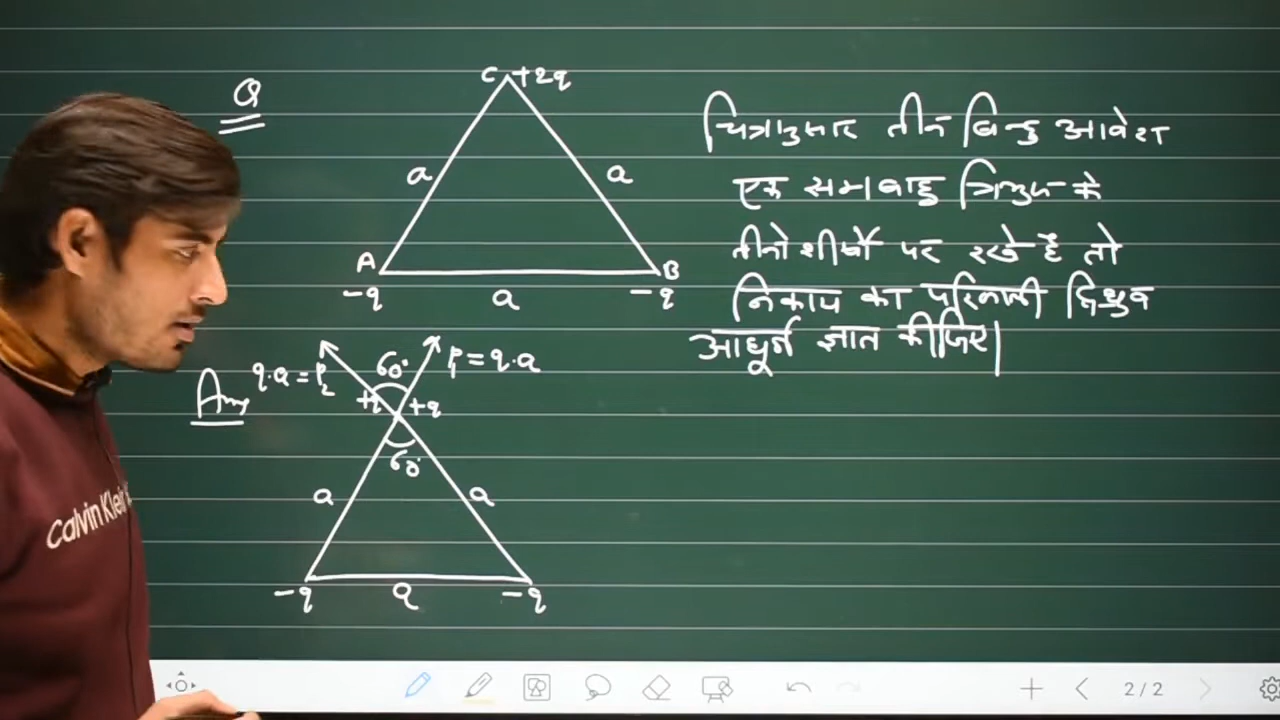 Q
C +2q
a
a
A
B
-q
a
-q
चित्रानुसार तीन बिन्दु आवेश
एक समबाहु त्रिभुज के
तीनो शीर्षों पर रखे है तो
निकाय का परिणामी द्विध्रुव
आघूर्ण ज्ञात कीजिए|
Ans
q.a = P₂
60°
P₁ = q.a
+q
+q
60°
a
a
-q
a
-q
Calvin Klein
2/2